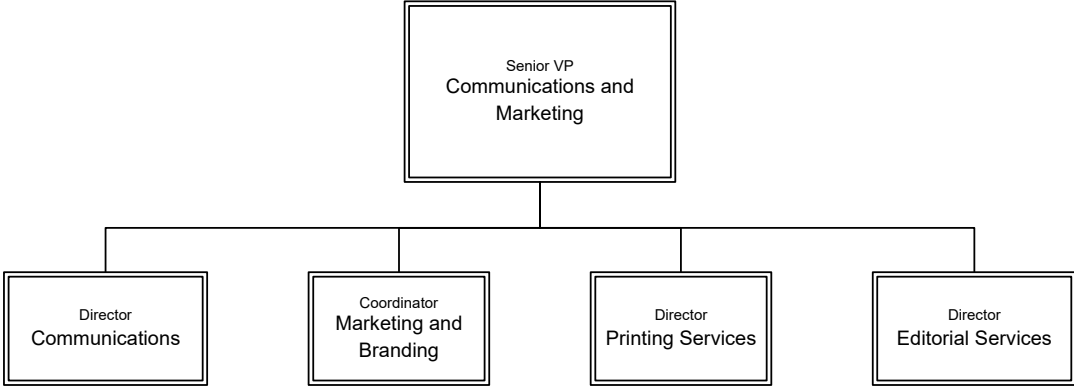 Senior VP
Communications and
Marketing
Director
Communications
Coordinator
Marketing and
Branding
Director
Printing Services
Director
Editorial Services